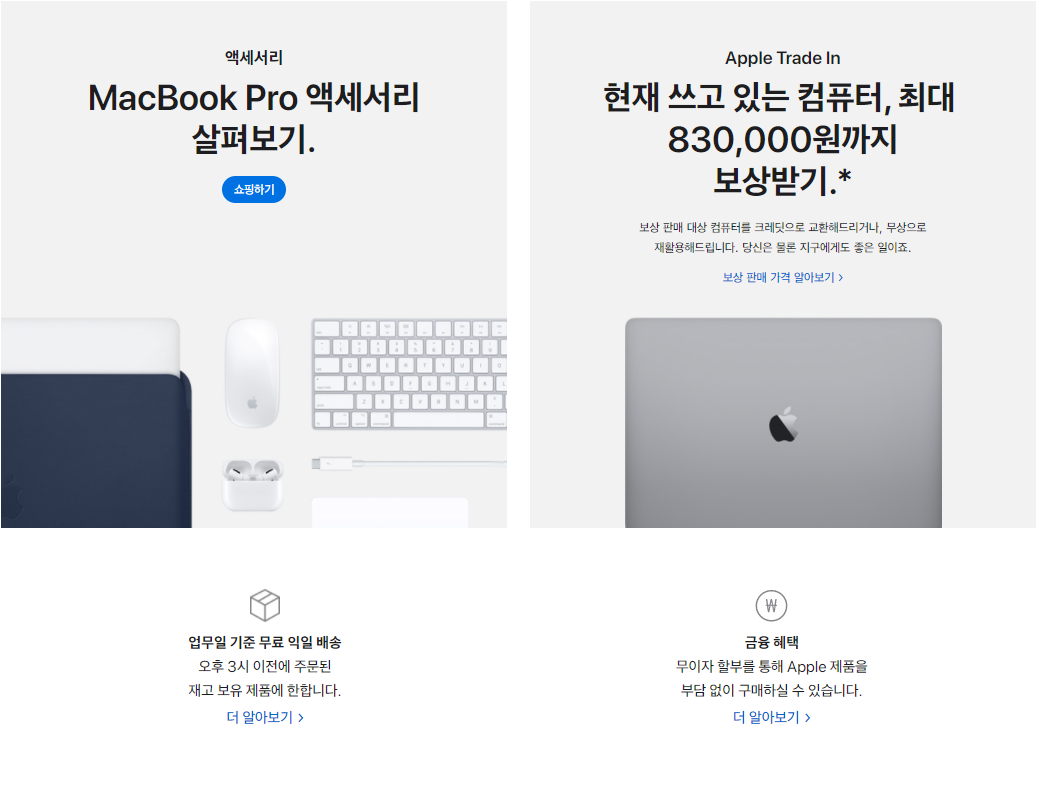 액세서리
MacBook Pro 액세서리
살펴보기.
쇼핑하기
Apple Trade In
현재 쓰고 있는 컴퓨터, 최대
830,000원까지
보상받기.*
보상 판매 대상 컴퓨터를 크레딧으로 교환해드리거나, 무상으로
재활용해드립니다. 당신은 물론 지구에게도 좋은 일이죠.
보상 판매 가격 알아보기 >
업무일 기준 무료 익일 배송
오후 3시 이전에 주문된
재고 보유 제품에 한합니다.
더 알아보기 >
₩
금융 혜택
무이자 할부를 통해 Apple 제품을
부담 없이 구매하실 수 있습니다.
더 알아보기 >